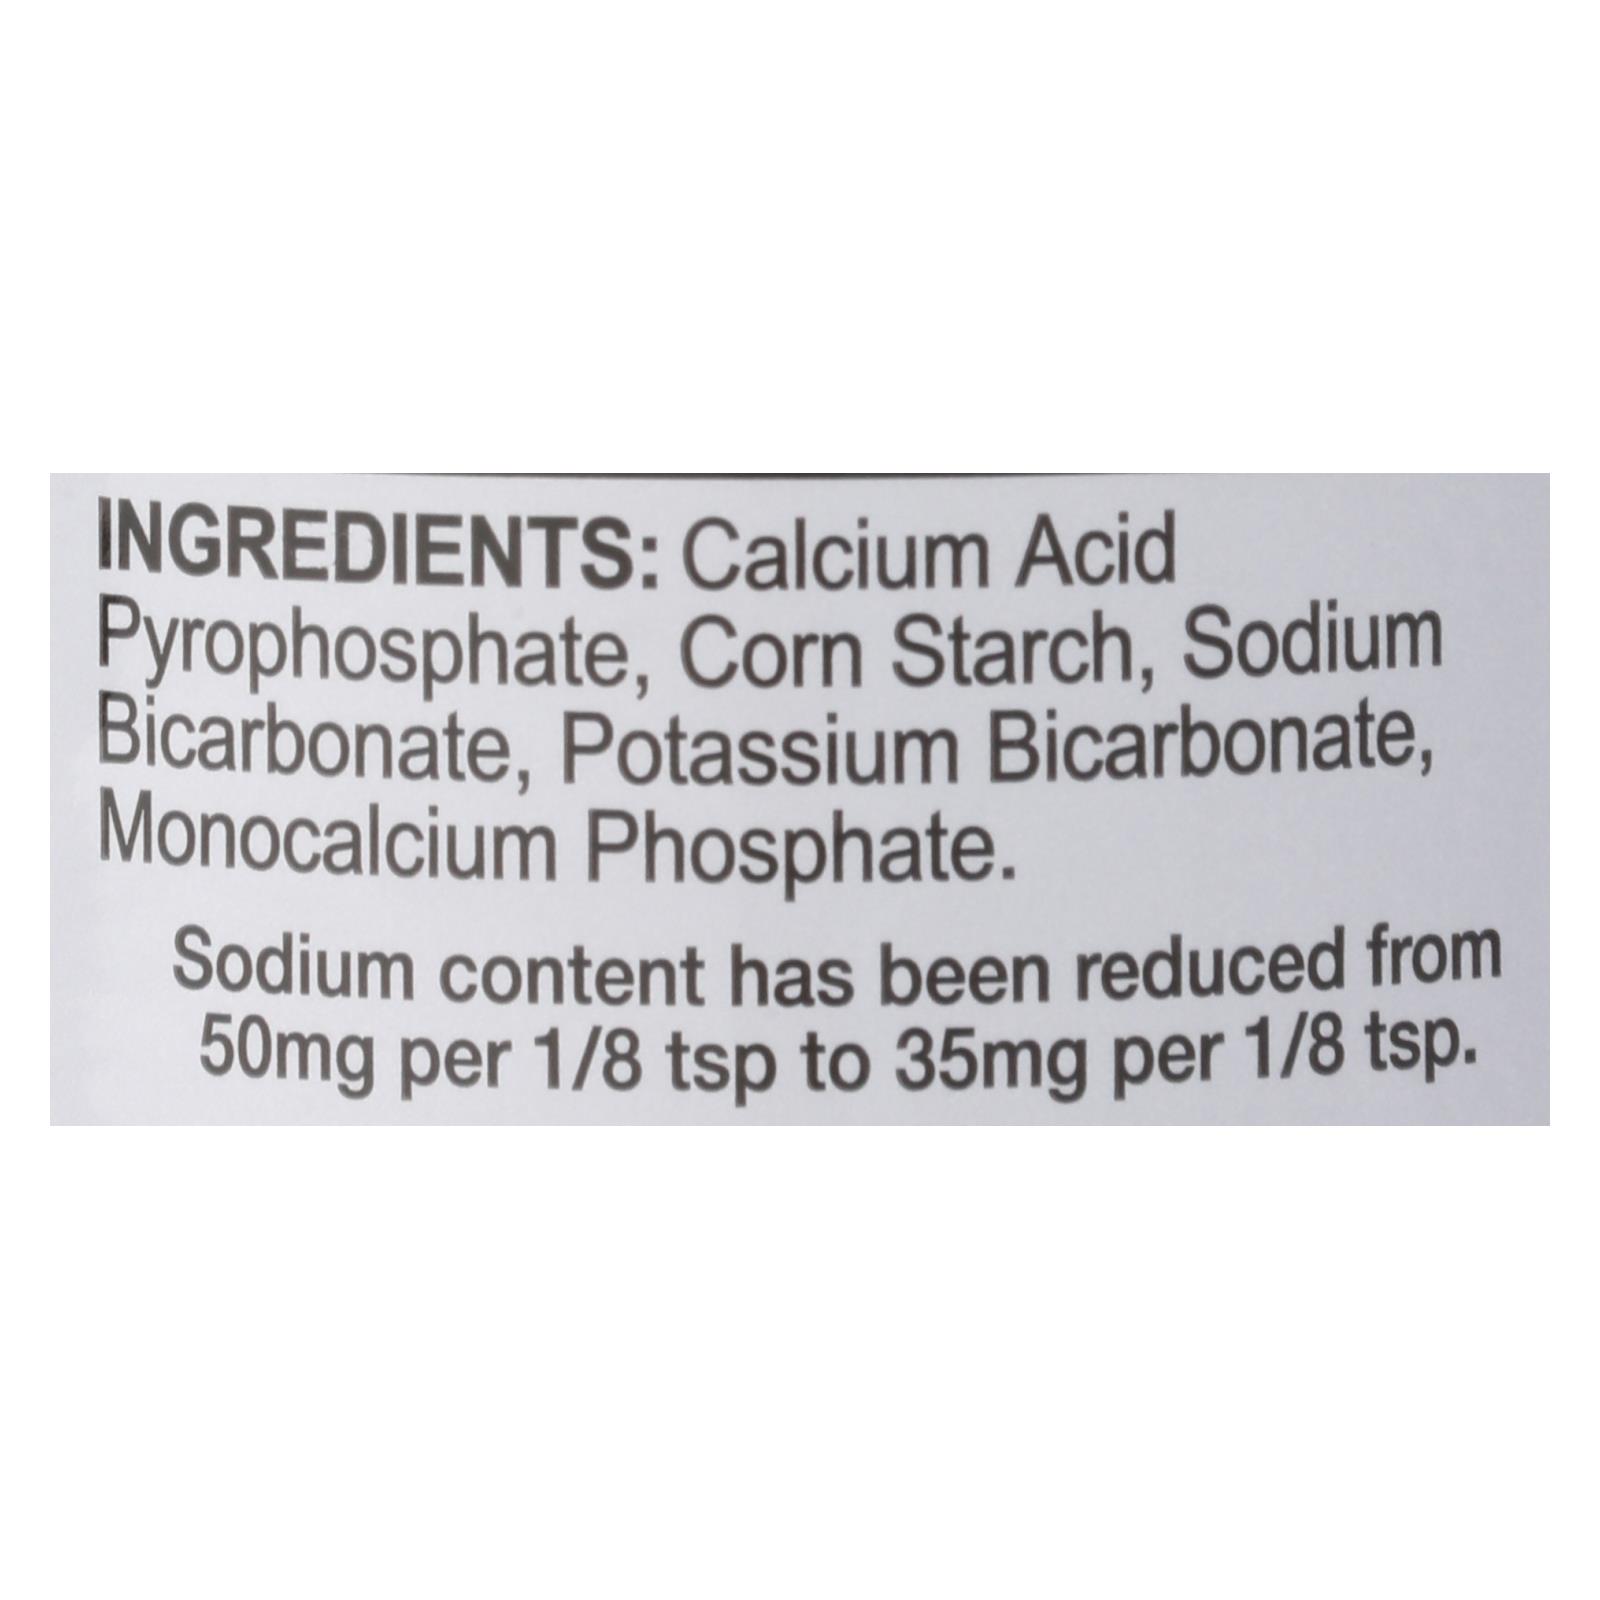 INGREDIENTS: Calcium Acid
Pyrophosphate, Corn Starch, Sodium
Bicarbonate, Potassium Bicarbonate,
Monocalcium Phosphate.
Sodium content has been reduced from
50mg per 1/8 tsp to 35mg per 1/8 tsp.